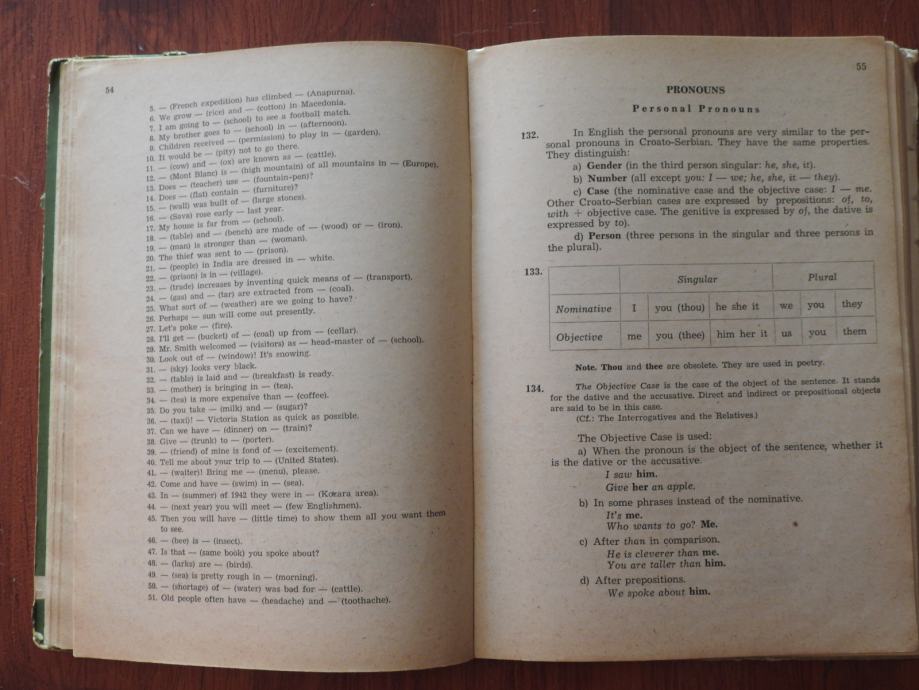 54
5. — (French expedition) has climbed — (Anapurna).
6. We grow — (rice) and — (cotton) in Macedonia.
7. I am going to — (school) to see a football match.
8. My brother goes to — (school) in — (afternoon).
9. Children received — (permission) to play in — (garden).
10. It would be — (pity) not to go there.
11. — (cow) and — (ox) are known as — (cattle).
12. — (Mont Blanc) is — (high mountain) of all mountains in — (Europe).
13. Does — (teacher) use — (fountain-pen)?
14. Does — (flat) contain — (furniture)?
15. — (wall) was built of — (large stones).
16. — (Sava) rose early — last year.
17. My house is far from — (school).
18. — (table) and — (bench) are made of — (wood) or — (iron).
19. — (man) is stronger than — (woman).
20. The thief was sent to — (prison).
21. — (people) in India are dressed in — white.
22. — (prison) is in — (village).
23. — (trade) increases by inventing quick means of — (transport).
24. — (gas) and — (tar) are extracted from — (coal).
25. What sort of — (weather) are we going to have?
26. Perhaps — sun will come out presently.
27. Let's poke — (fire).
28. I'll get — (bucket) of — (coal) up from — (cellar).
29. Mr. Smith welcomed — (visitors) as — head-master of — (school).
30. Look out of — (window)! It's snowing.
31. — (sky) looks very black.
32. — (table) is laid and — (breakfast) is ready.
33. — (mother) is bringing in — (tea).
34. — (tea) is more expensive than — (coffee).
35. Do you take — (milk) and — (sugar)?
36. — (taxi)! — Victoria Station as quick as possible.
37. Can we have — (dinner) on — (train)?
38. Give — (trunk) to — (porter).
39. — (friend) of mine is fond of — (excitement).
40. Tell me about your trip to — (United States).
41. — (waiter)! Bring me — (menu), please.
42. Come and have — (swim) in — (sea).
43. In — (summer) of 1942 they were in — (Kozara area).
44. — (next year) you will meet — (few Englishmen).
45. Then you will have — (little time) to show them all you want them
to see.
46. — (bee) is — (insect).
47. Is that — (same book) you spoke about?
48. — (larks) are — (birds).
49. — (sea) is pretty rough in — (morning).
50. — (shortage) of — (water) was bad for — (cattle).
51. Old people often have — (headache) and — (toothache).
55
PRONOUNS
Personal Pronouns
132. In English the personal pronouns are very similar to the per-
sonal pronouns in Croato-Serbian. They have the same properties.
They distinguish:
a) Gender (in the third person singular: he, she, it).
b) Number (all except you: I — we; he, she, it — they).
c) Case (the nominative case and the objective case: I — me.
Other Croato-Serbian cases are expressed by prepositions: of, to,
with + objective case. The genitive is expressed by of, the dative is
expressed by to).
d) Person (three persons in the singular and three persons in
the plural).
133.
Singular Plural
Nominative I you (thou) he she it we you they
Objective me you (thee) him her it us you them
Note. Thou and thee are obsolete. They are used in poetry.
134. The Objective Case is the case of the object of the sentence. It stands
for the dative and the accusative. Direct and indirect or prepositional objects
are said to be in this case.
(Cf.: The Interrogatives and the Relatives.)
The Objective Case is used:
a) When the pronoun is the object of the sentence, whether it
is the dative or the accusative.
I saw him.
Give her an apple.
b) In some phrases instead of the nominative.
It's me.
Who wants to go? Me.
c) After than in comparison.
He is cleverer than me.
You are taller than him.
d) After prepositions.
We spoke about him.